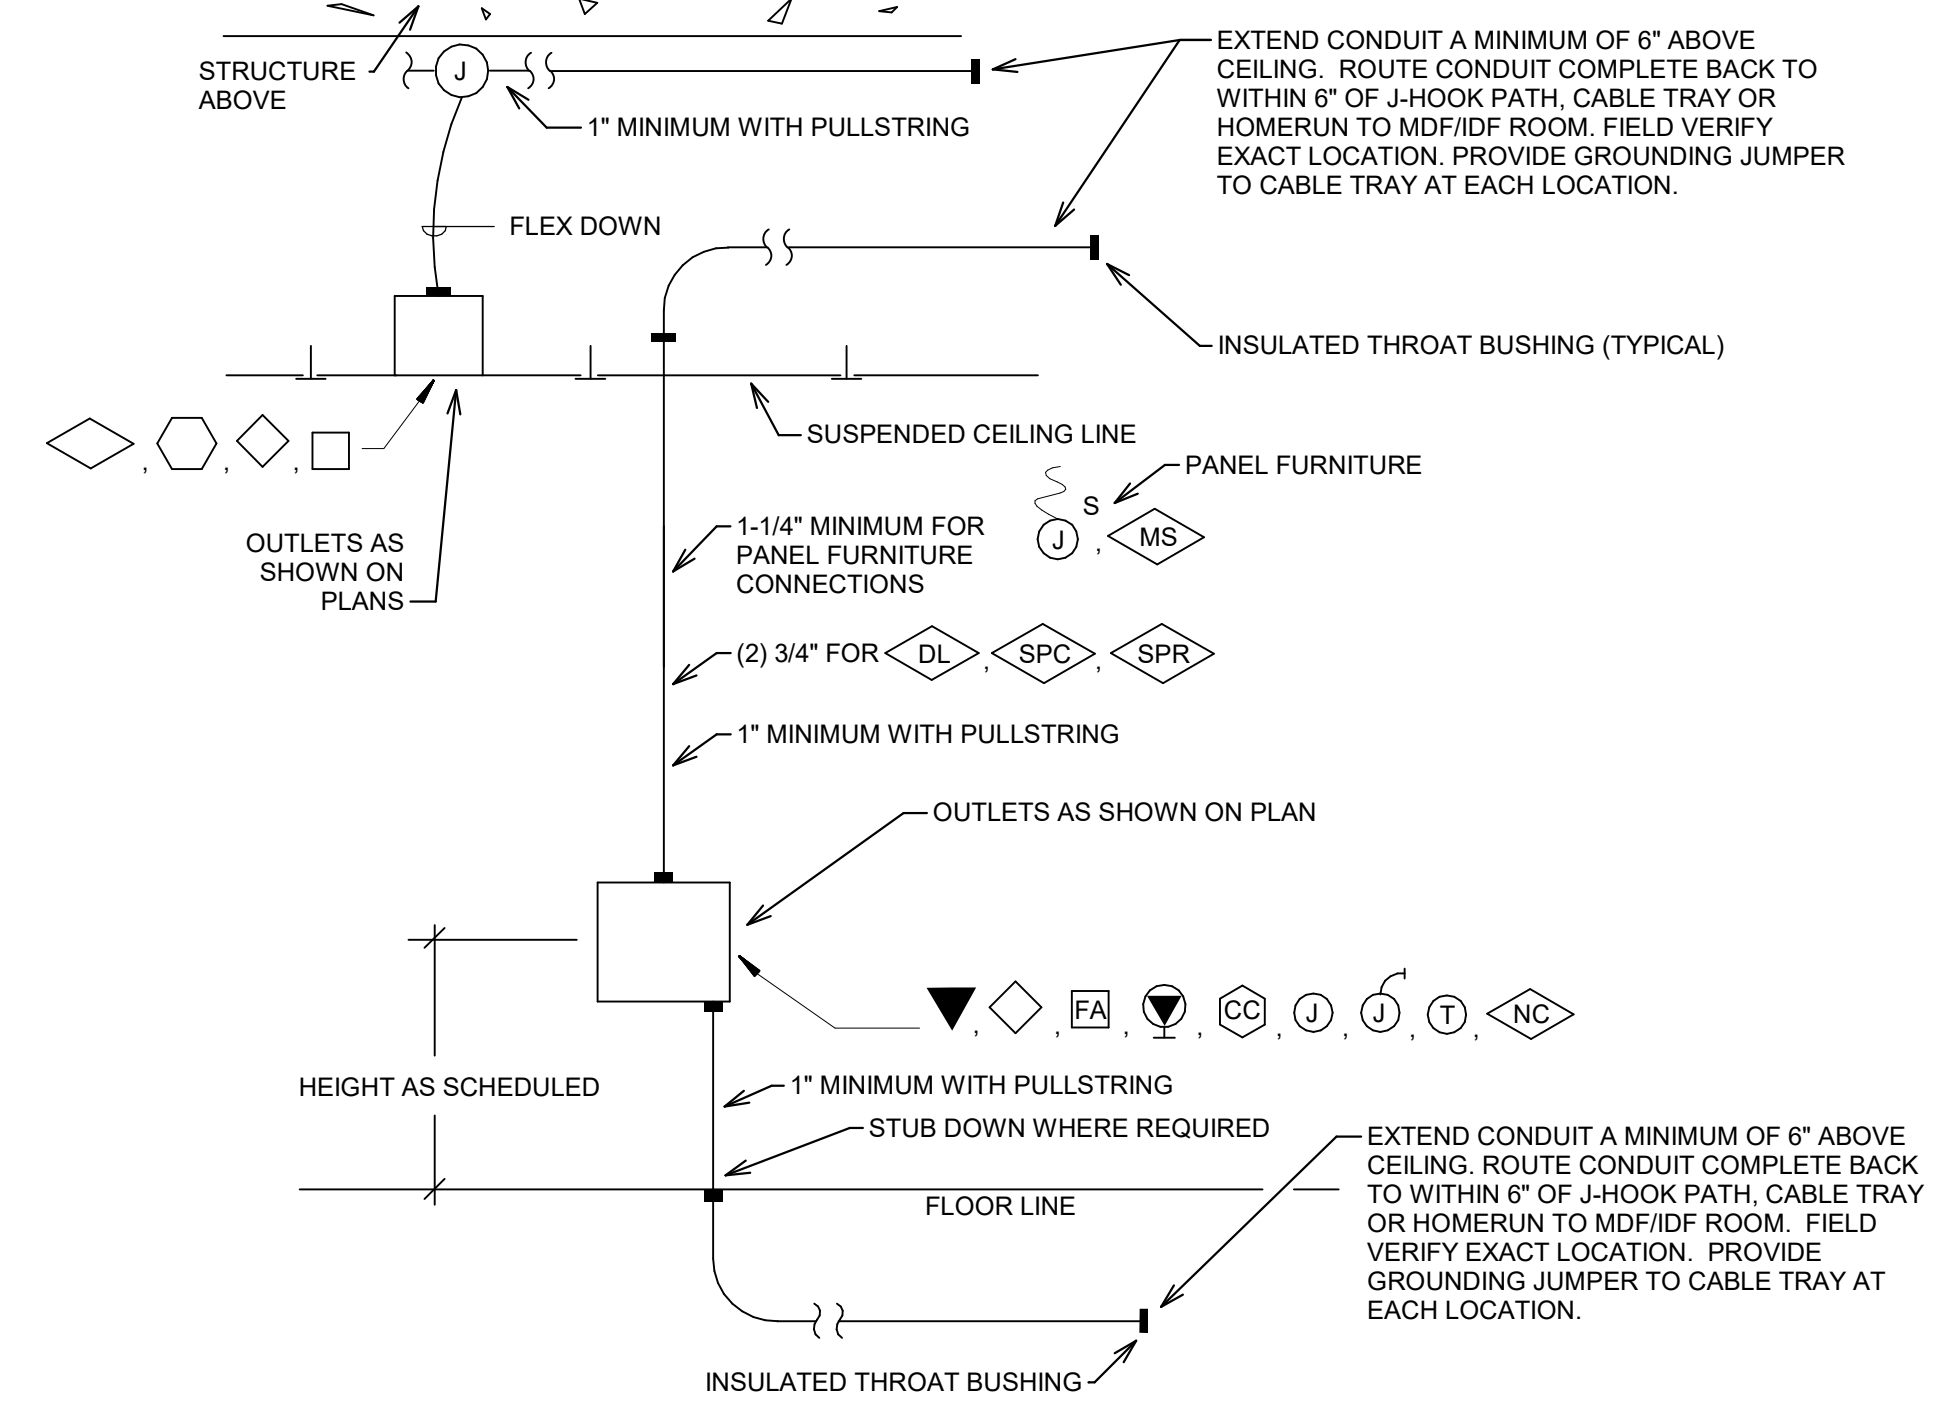 STRUCTURE
ABOVE
J
1" MINIMUM WITH PULLSTRING
EXTEND CONDUIT A MINIMUM OF 6" ABOVE
CEILING. ROUTE CONDUIT COMPLETE BACK TO
WITHIN 6" OF J-HOOK PATH, CABLE TRAY OR
HOMERUN TO MDF/IDF ROOM. FIELD VERIFY
EXACT LOCATION. PROVIDE GROUNDING JUMPER
TO CABLE TRAY AT EACH LOCATION.
FLEX DOWN
INSULATED THROAT BUSHING (TYPICAL)
, , ,
SUSPENDED CEILING LINE
PANEL FURNITURE
S
J , MS
OUTLETS AS
SHOWN ON
PLANS
1-1/4" MINIMUM FOR
PANEL FURNITURE
CONNECTIONS
(2) 3/4" FOR DL , SPC , SPR
1" MINIMUM WITH PULLSTRING
OUTLETS AS SHOWN ON PLAN
, , FA , , CC , J , J , T , NC
HEIGHT AS SCHEDULED
1" MINIMUM WITH PULLSTRING
STUB DOWN WHERE REQUIRED
FLOOR LINE
EXTEND CONDUIT A MINIMUM OF 6" ABOVE
CEILING. ROUTE CONDUIT COMPLETE BACK
TO WITHIN 6" OF J-HOOK PATH, CABLE TRAY
OR HOMERUN TO MDF/IDF ROOM. FIELD
VERIFY EXACT LOCATION. PROVIDE
GROUNDING JUMPER TO CABLE TRAY AT
EACH LOCATION.
INSULATED THROAT BUSHING